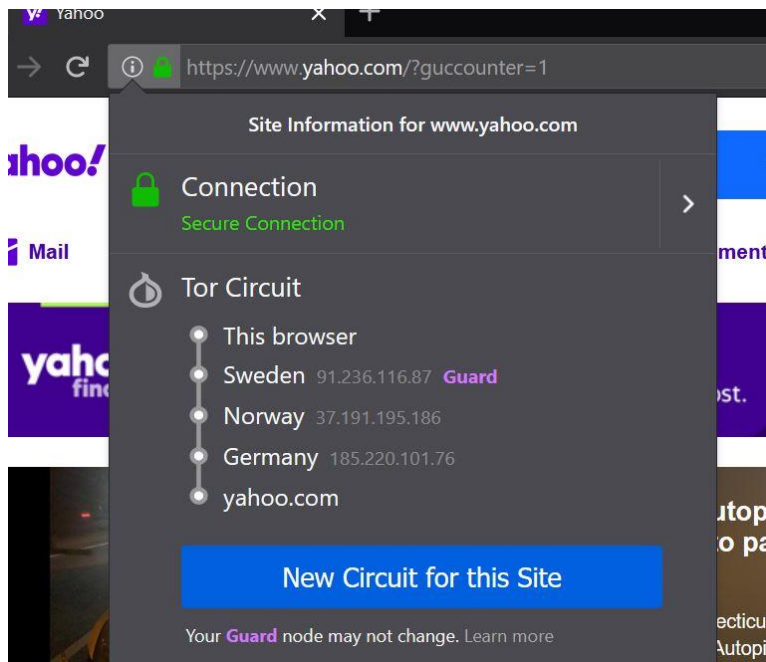 y! Yahoo
https://www.yahoo.com/?guccounter=1
Site Information for www.yahoo.com
ahoo!
Connection
Secure Connection
Mail
ment
Tor Circuit
This browser
Sweden 91.236.116.87 Guard
yaho
fina
Norway 37.191.195.186
ost.
Germany 185.220.101.76
yahoo.com
utop
to pa
New Circuit for this Site
Your Guard node may not change. Learn more
ecticu
Autopi